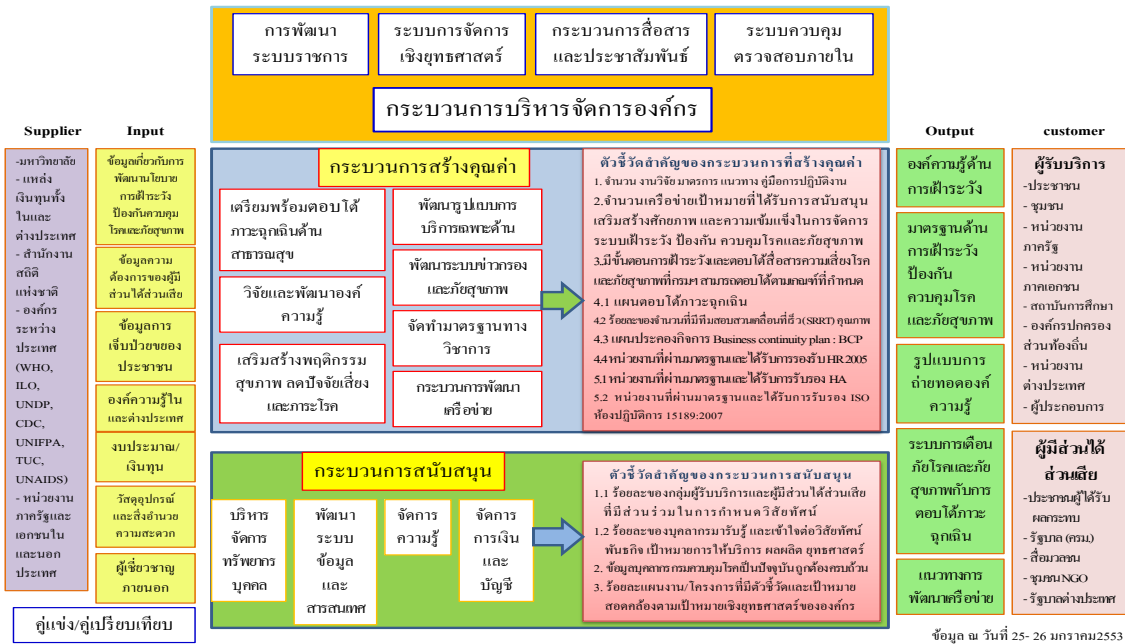 การพัฒนา
ระบบราชการ
ระบบการจัดการ
เชิงยุทธศาสตร์
กระบวนการสื่อสาร
และประชาสัมพันธ์
ระบบควบคุม
ตรวจสอบภายใน
กระบวนการบริหารจัดการองค์กร
Supplier
-มหาวิทยาลัย
- แหล่ง
เงินทุนทั้ง
ในและ
ต่างประเทศ
- สำนักงาน
สถิติ
แห่งชาติ
- องค์กร
ระหว่าง
ประเทศ
(WHO,
ILO,
UNDP,
CDC,
UNIFPA,
TUC,
UNAIDS)
- หน่วยงาน
ภาครัฐและ
เอกชนใน
และนอก
ประเทศ
Input
ข้อมูลเกี่ยวกับการ
พัฒนานโยบาย
การเฝ้าระวัง
ป้องกันควบคุม
โรคและภัยสุขภาพ
ข้อมูลความ
ต้องการของผู้มี
ส่วนได้ส่วนเสีย
ข้อมูลการ
เจ็บป่วยขยอง
ประชาชน
องค์ความรู้ใน
และต่างประเทศ
งบประมาณ/
เงินทุน
วัสดุอุปกรณ์
และสิ่งอำนวย
ความสะดวก
ผู้เชี่ยวชาญ
ภายนอก
คู่แข่ง/คู่เปรียบเทียบ
กระบวนการสร้างคุณค่า
เตรียมพร้อมตอบโต้
ภาวะฉุกเฉินด้าน
สาธารณสุข
วิจัยและพัฒนาองค์
ความรู้
เสริมสร้างพฤติกรรม
สุขภาพ ลดปัจจัยเสี่ยง
และภาระโรค
พัฒนารูปแบบการ
บริการเฉพาะด้าน
พัฒนาระบบข่าวกรอง
และภัยสุขภาพ
จัดทำมาตรฐานทาง
วิชาการ
กระบวนการพัฒนา
เครือข่าย
ตัวชี้วัดสำคัญของกระบวนการที่สร้างคุณค่า
1. จำนวน งานวิจัย มาตรการ แนวทาง คู่มือการปฏิบัติงาน
2.จำนวนเครือข่ายเป้าหมายที่ได้รับการสนับสนุน
เสริมสร้างศักยภาพ และความเข้มแข็งในการจัดการ
ระบบเฝ้าระวัง ป้องกัน ควบคุมโรคและภัยสุขภาพ
3.มีขั้นตอนการเฝ้าระวังและตอบโต้สื่อสารความเสี่ยงโรค
และภัยสุขภาพที่กรมฯ สามารถตอบโต้ตามเกณฑ์ที่กำหนด
4.1 แผนตอบโต้ภาวะฉุกเฉิน
4.2 ร้อยละของจำนวนที่มีทีมสอบสวนเคลื่อนที่เร็ว (SRRT) คุณภาพ
4.3 แผนประคองกิจการ Business continuity plan : BCP
4.4 หน่วยงานที่ผ่านมาตรฐานและได้รับการรองรับ HR 2005
5.1 หน่วยงานที่ผ่านมาตรฐานและได้รับการรับรอง HA
5.2 หน่วยงานที่ผ่านมาตรฐานและได้รับการรับรอง ISO
ห้องปฏิบัติการ 15189:2007
กระบวนการสนับสนุน
บริหาร
จัดการ
ทรัพยากร
บุคคล
พัฒนา
ระบบ
ข้อมูล
และ
สารสนเทศ
จัดการ
ความรู้
จัดการ
การเงิน
และ
บัญชี
ตัวชี้วัดสำคัญของกระบวนการสนับสนุน
1.1 ร้อยละของกลุ่มผู้รับบริการและผู้มีส่วนได้ส่วนเสีย
ที่มีส่วนร่วมในการกำหนดวิสัยทัศน์
1.2 ร้อยละของบุคลากรมารับรู้ และเข้าใจต่อวิสัยทัศน์
พันธกิจ เป้าหมายการให้บริการ ผลผลิต ยุทธศาสตร์
2. ข้อมูลบุคลากรกรมควบคุมโรคเป็นปัจจุบันถูกต้องครบถ้วน
3. ร้อยละแผนงาน/โครงการที่มีตัวชี้วัดและเป้าหมาย
สอดคล้องตามเป้าหมายเชิงยุทธศาสตร์ขององค์กร
Output
องค์ความรู้ด้าน
การเฝ้าระวัง
มาตรฐานด้าน
การเฝ้าระวัง
ป้องกัน
ควบคุมโรค
และภัยสุขภาพ
รูปแบบการ
ถ่ายทอดองค์
ความรู้
ระบบการเตือน
ภัยโรคและภัย
สุขภาพกับการ
ตอบโต้ภาวะ
ฉุกเฉิน
แนวทางการ
พัฒนาเครือข่าย
customer
ผู้รับบริการ
-ประชาชน
- ชุมชน
- หน่วยงาน
ภาครัฐ
- หน่วยงาน
ภาคเอกชน
- สถาบันการศึกษา
- องค์กรปกครอง
ส่วนท้องถิ่น
- หน่วยงาน
ต่างประเทศ
- ผู้ประกอบการ
ผู้มีส่วนได้
ส่วนเสีย
-ประชาชนผู้ได้รับ
ผลกระทบ
- รัฐบาล (ครม.)
- สื่อมวลชน
- ชุมชนNGO
- รัฐบาลต่างประเทศ
ข้อมูล ณ วันที่ 25- 26 มกราคม2553